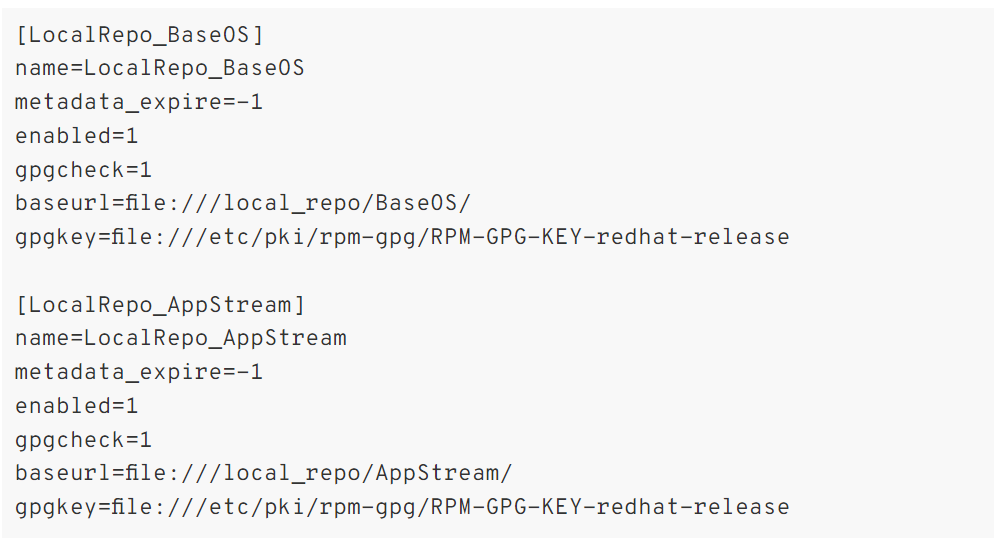 [LocalRepo_BaseOS]
name=LocalRepo_BaseOS
metadata_expire=-1
enabled=1
gpgcheck=1
baseurl=file:///local_repo/BaseOS/
gpgkey=file:///etc/pki/rpm-gpg/RPM-GPG-KEY-redhat-release
[LocalRepo_AppStream]
name=LocalRepo_AppStream
metadata_expire=-1
enabled=1
gpgcheck=1
baseurl=file:///local_repo/AppStream/
gpgkey=file:///etc/pki/rpm-gpg/RPM-GPG-KEY-redhat-release